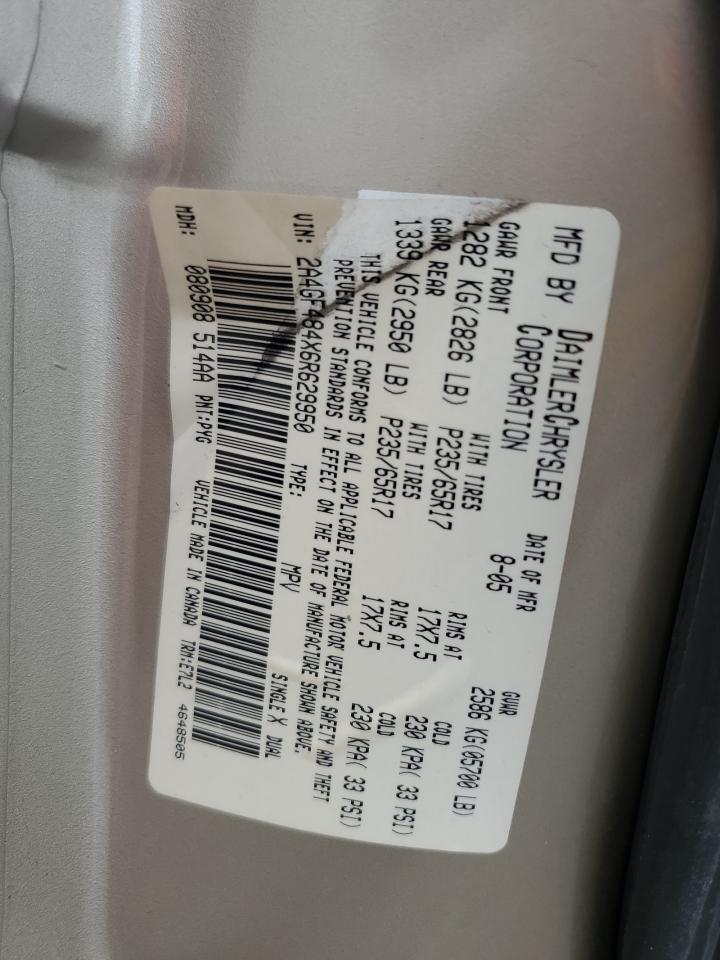 MFD BY DAIMLERCHRYSLER CORPORATION
DATE OF MFR 8-05
GVWR 2586 KG(05700 LB)
GAWR FRONT WITH TIRES RIMS AT COLD
1282 KG(2826 LB) P235/65R17 17X7.5 230 KPA( 33 PSI)
GAWR REAR WITH TIRES RIMS AT COLD
1339 KG(2950 LB) P235/65R17 17X7.5 230 KPA( 33 PSI)
THIS VEHICLE CONFORMS TO ALL APPLICABLE FEDERAL MOTOR VEHICLE SAFETY AND THEFT
PREVENTION STANDARDS IN EFFECT ON THE DATE OF MANUFACTURE SHOWN ABOVE.
VIN: 2A4GF484X6R629950 TYPE: MPV SINGLE X DUAL
MDH: 080908 514AA PNT:PYG VEHICLE MADE IN CANADA TRM:E7L2 4648505